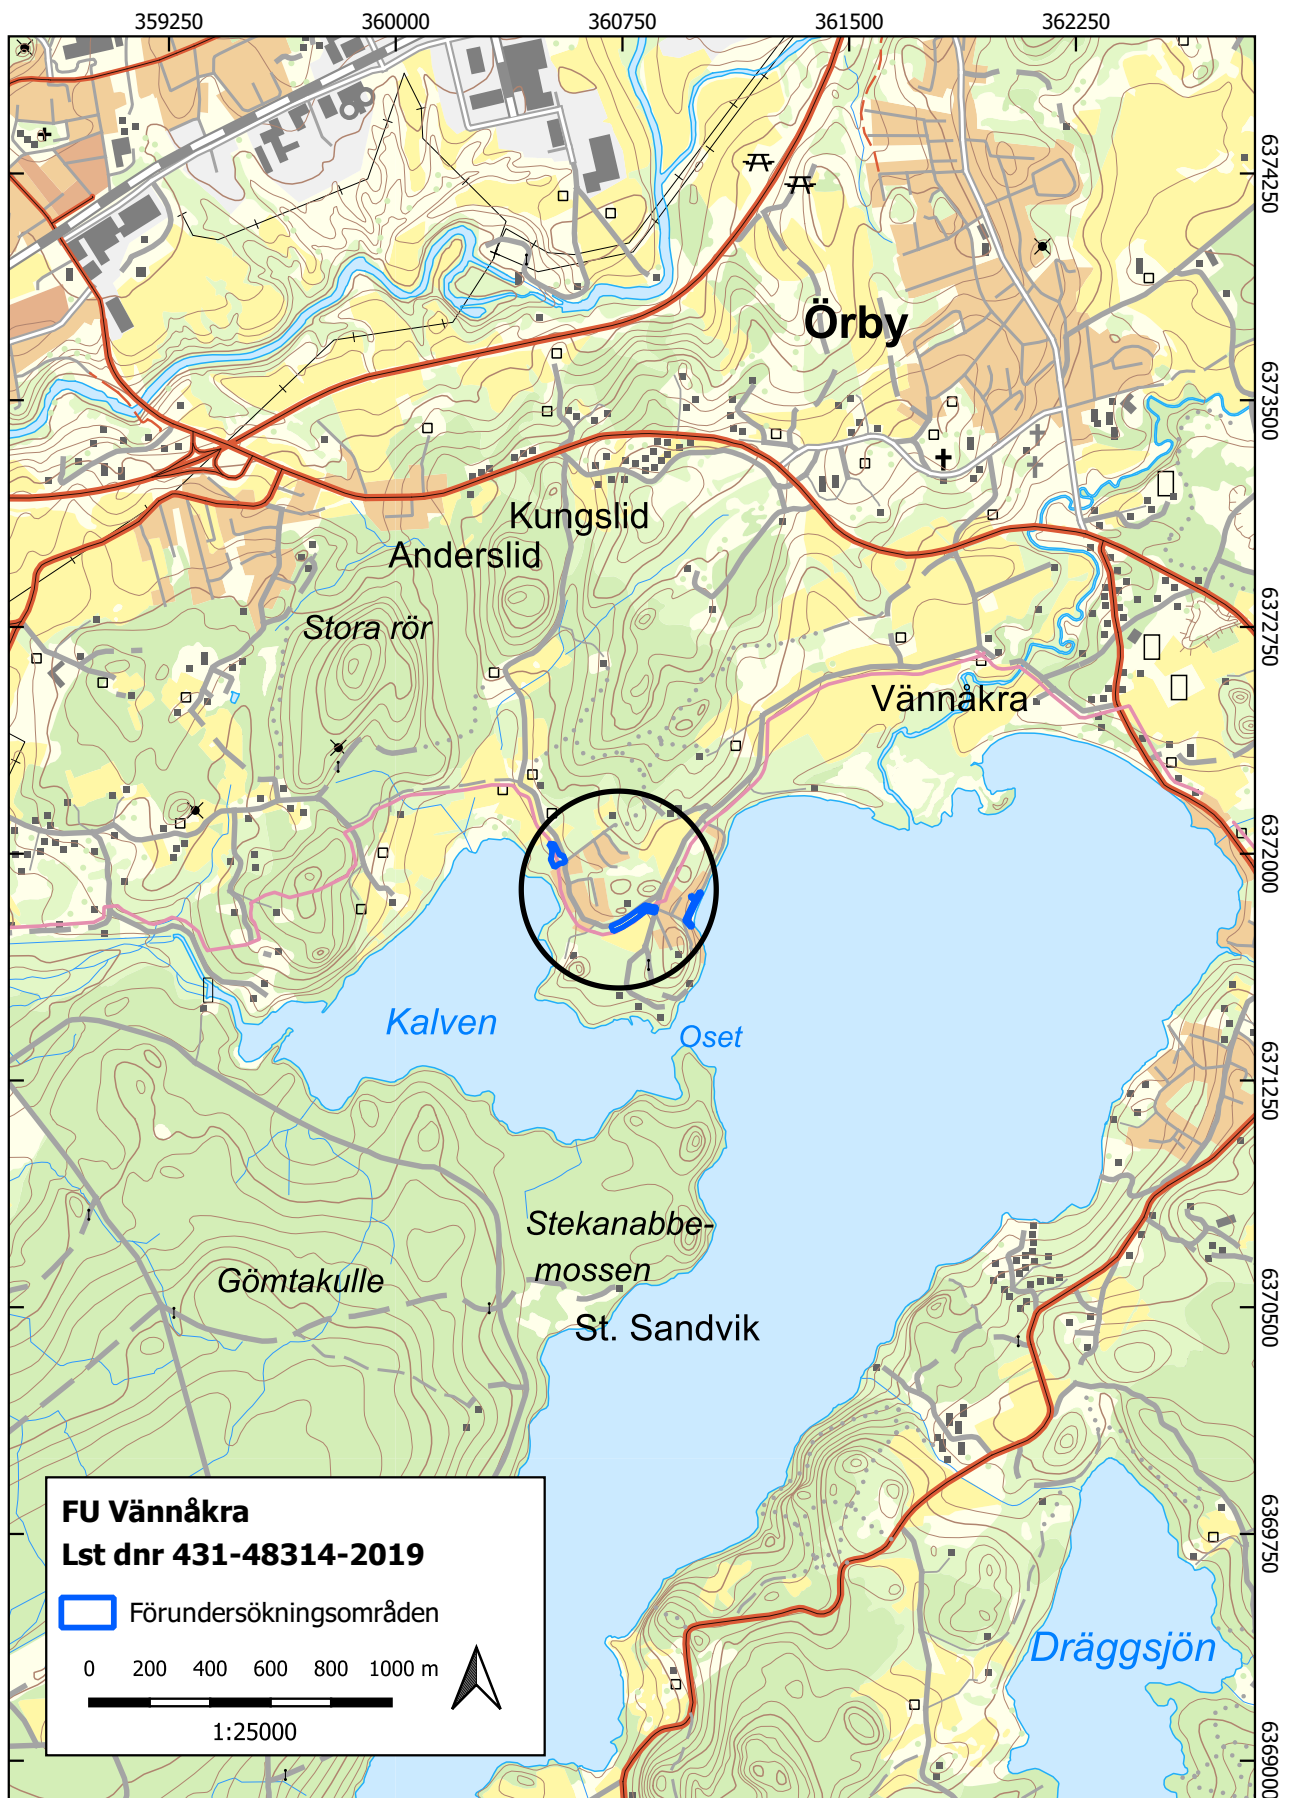 359250 360000 360750 361500 362250
6374250
Örby
6373500
Kungslid
Anderslid
Stora rör
6372750
Vännåkra
6372000
Kalven
Oset
6371250
Stekanabbe-
mossen
Gömtakulle
6370500
St. Sandvik
FU Vännåkra
Lst dnr 431-48314-2019
6369750
Förundersökningsområden
Dräggsjön
0 200 400 600 800 1000 m
1:25000
6369000